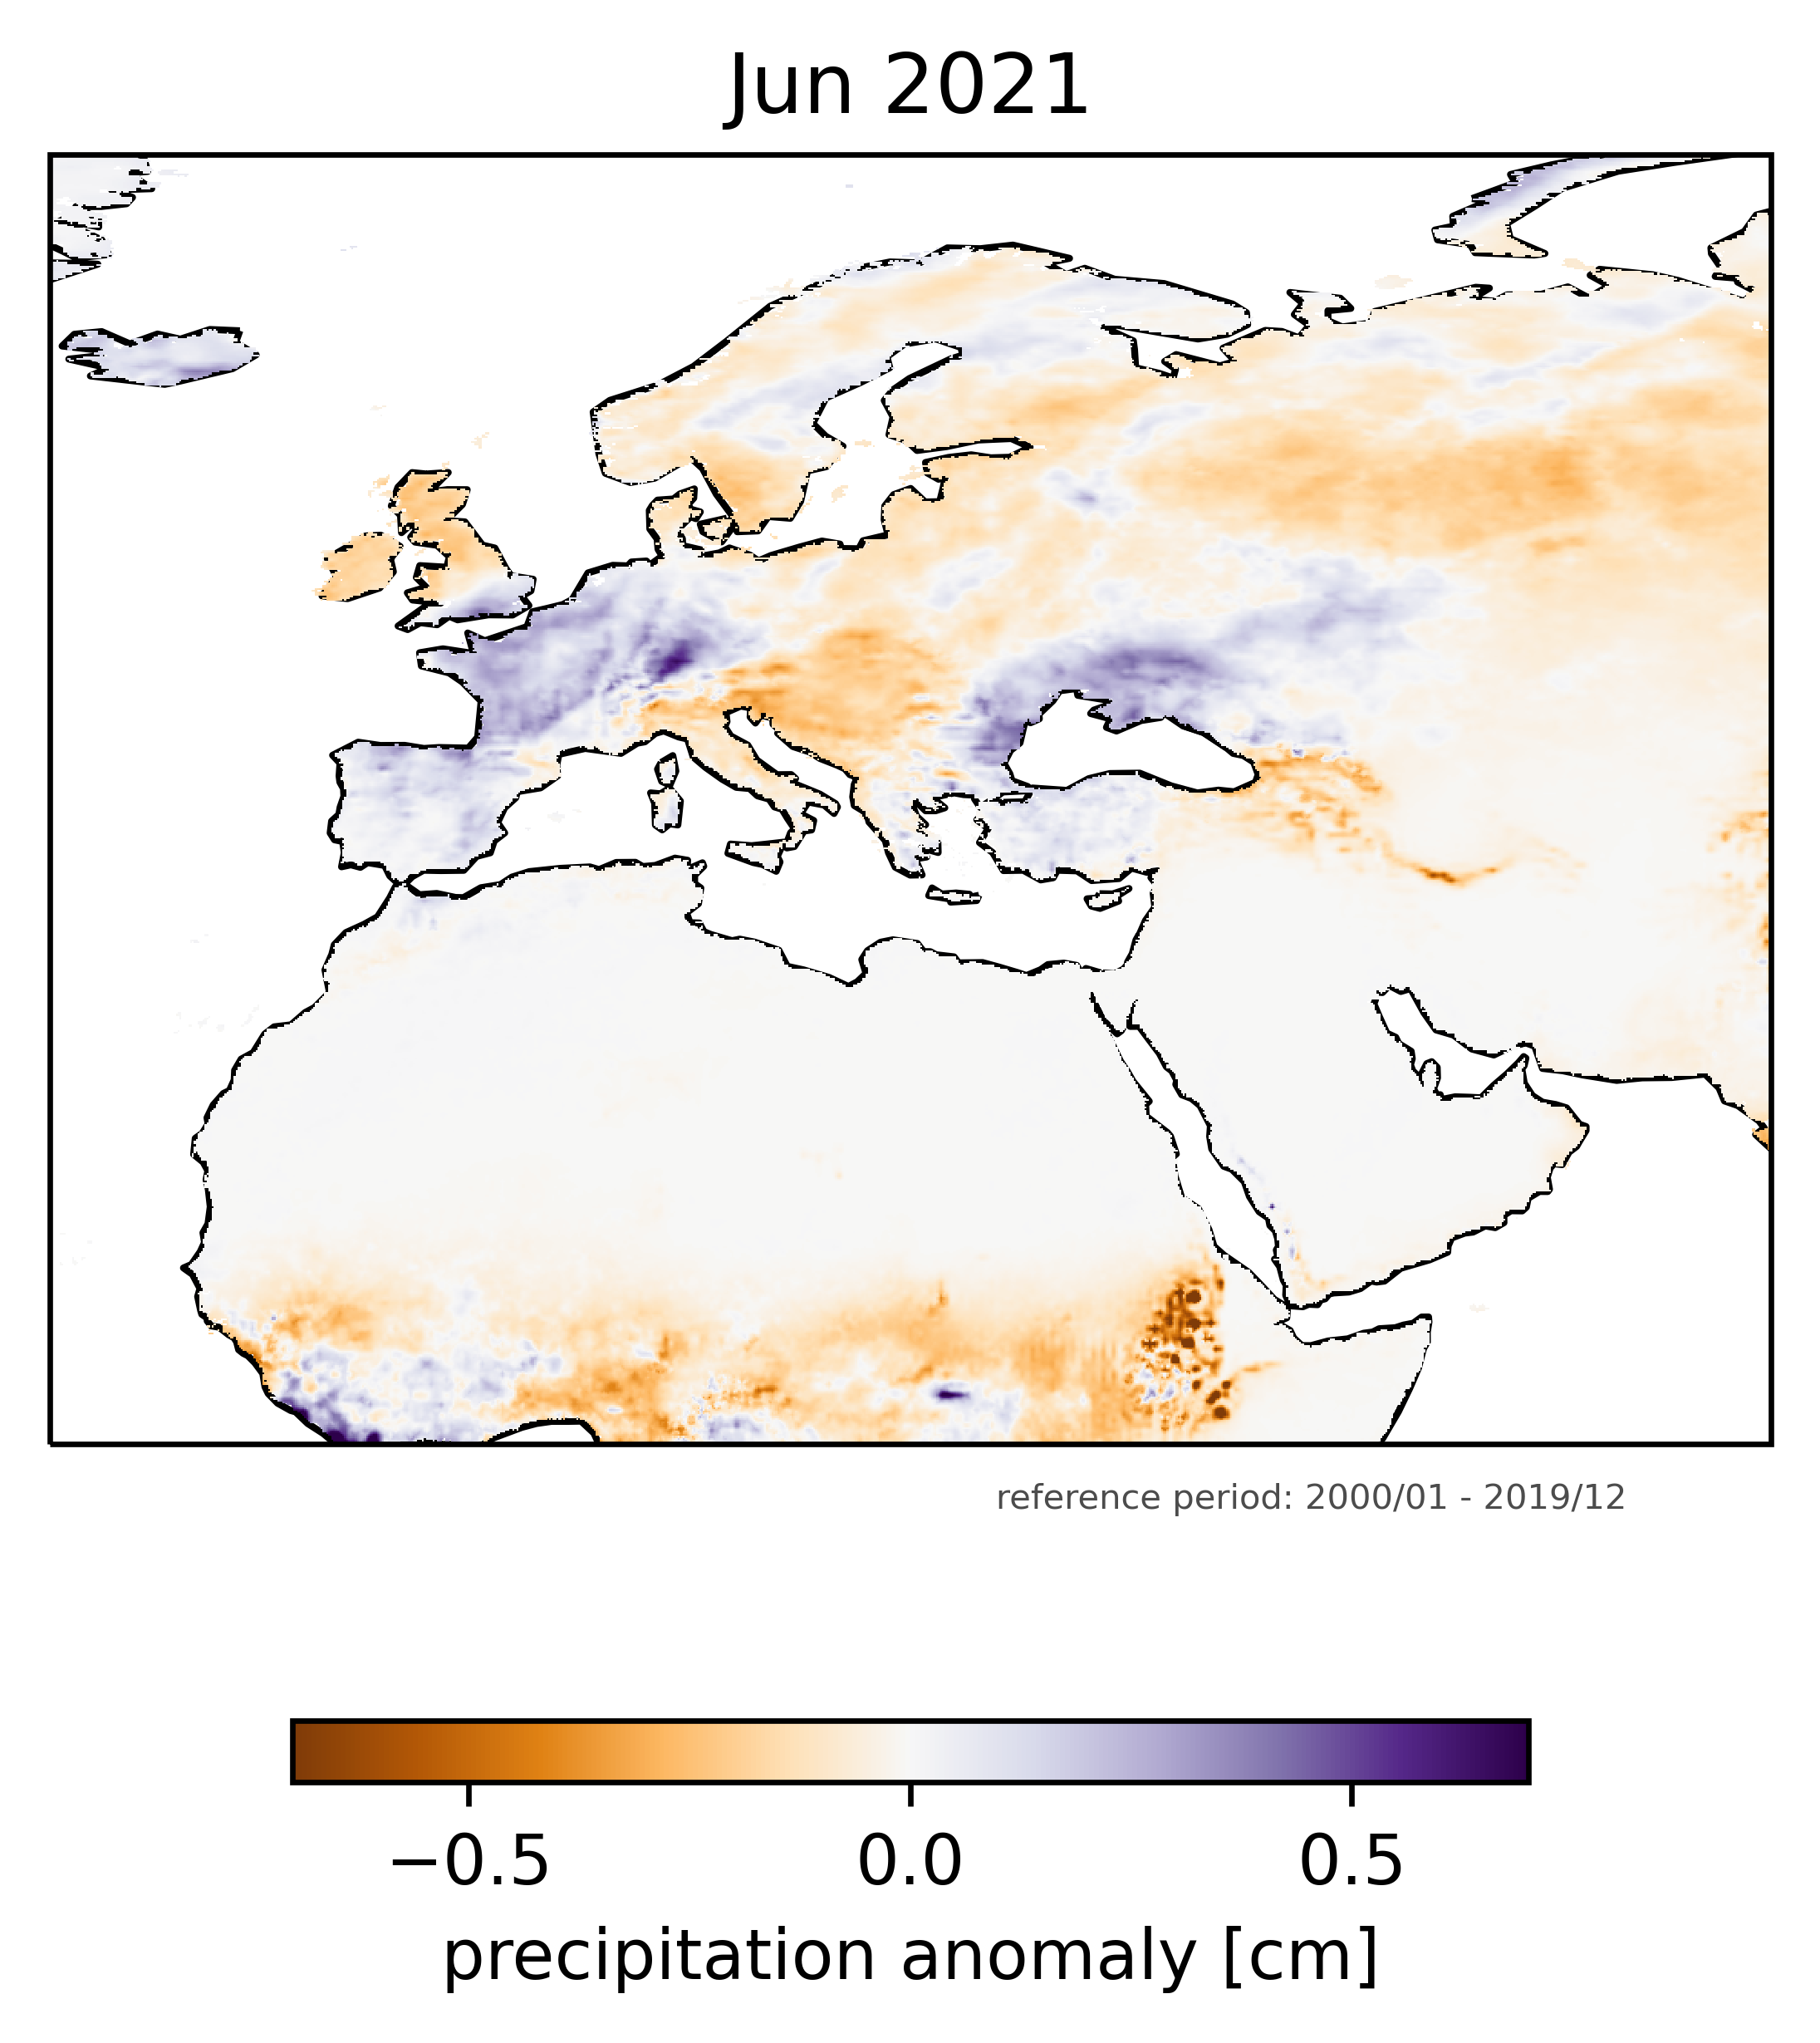 Jun 2021
reference period: 2000/01 - 2019/12
−0.5 0.0 0.5
precipitation anomaly [cm]